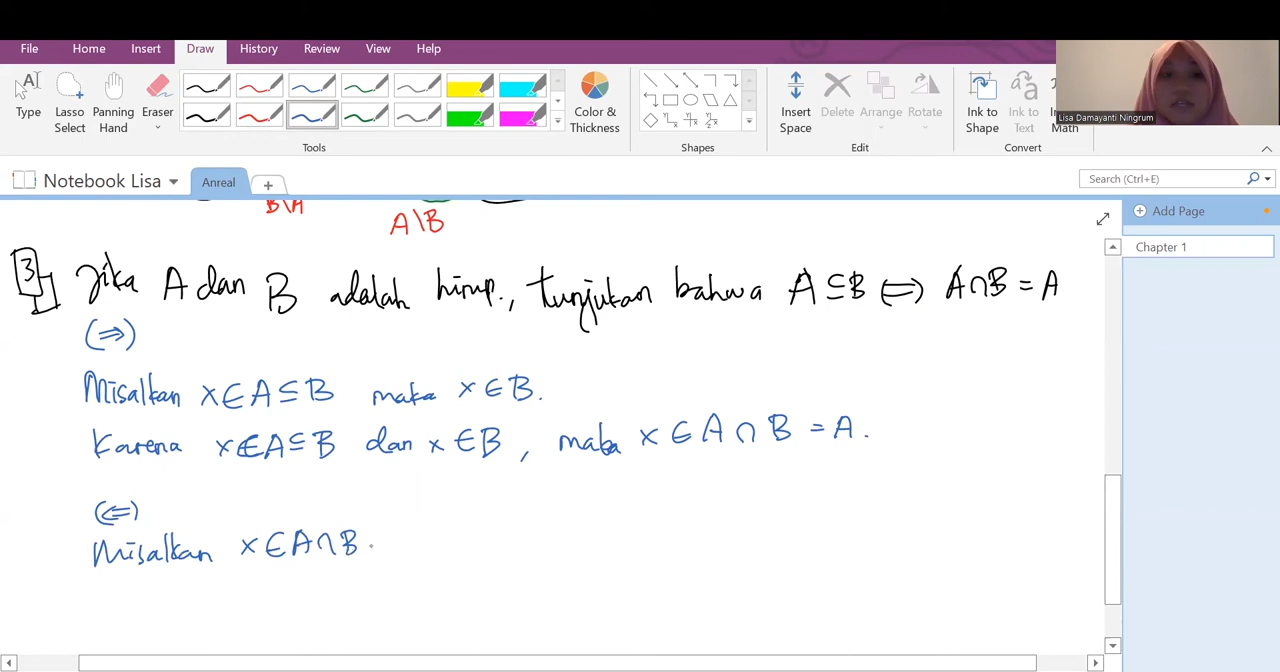 File Home Insert Draw History Review View Help
Type Lasso Select Panning Hand Eraser Color & Thickness Insert Space Delete Arrange Rotate Ink to Shape Ink to Text Math
Tools Shapes Edit Convert
Lisa Damayanti Ningrum
Notebook Lisa Anreal Search (Ctrl+E)
Add Page
Chapter 1
B\A
A\B
3 Jika A dan B adalah himp., tunjukan bahwa A ⊆ B ⟺ A ∩ B = A
(⇒)
Misalkan x ∈ A ⊆ B maka x ∈ B.
Karena x ∈ A ⊆ B dan x ∈ B, maka x ∈ A ∩ B = A.
(⇐)
Misalkan x ∈ A ∩ B